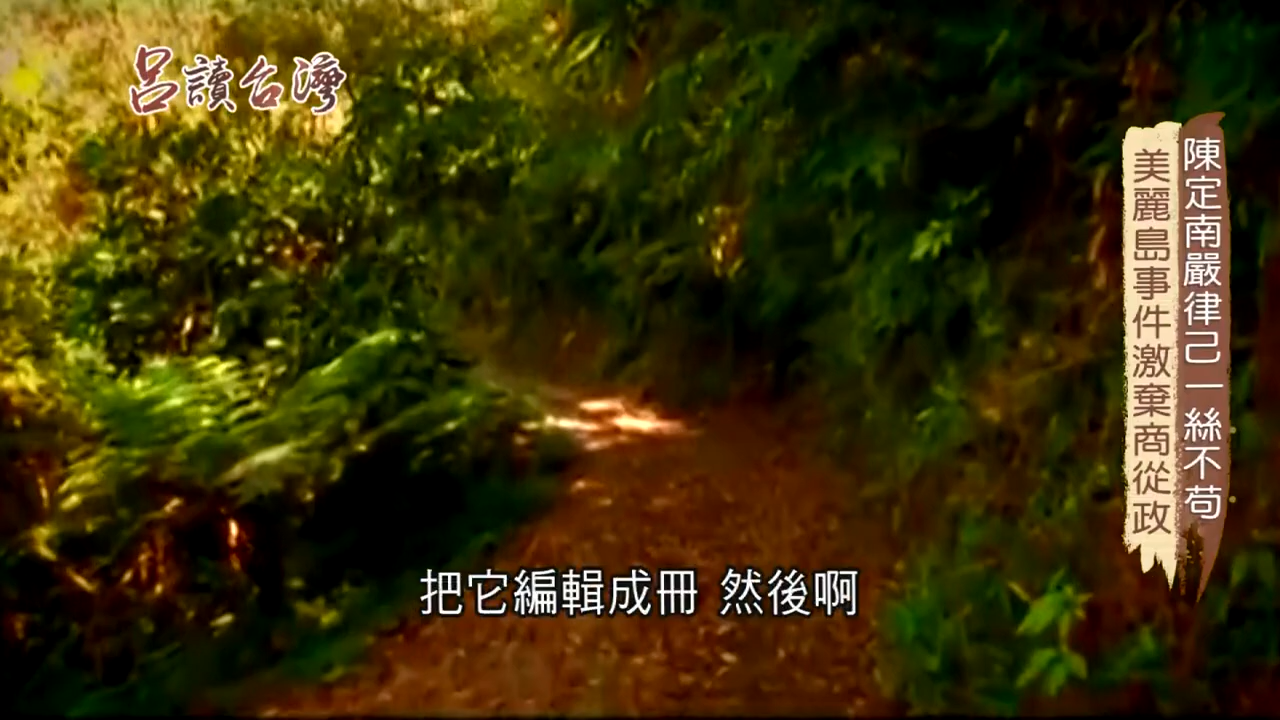 呂讀台灣
陳定南嚴律己一絲不苟
美麗島事件激棄商從政
把它編輯成冊 然後啊